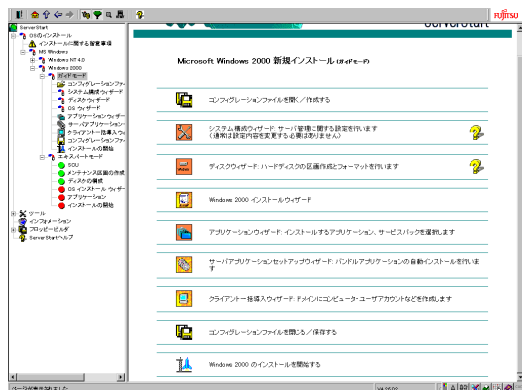 FUJITSU
ServerStart
OSのインストール
インストールに関する留意事項
MS Windows
Windows NT 4.0
Windows 2000
ガイドモード
コンフィグレーションファー
システム構成ウィザード
ディスクウィザード
OS ウィザード
アプリケーションウィザー
サーバアプリケーション
クライアント一括導入ウィ
コンフィグレーションファー
インストールの開始
エキスパートモード
SOU
メンテナンス区画の作成
ディスクの構成
OS インストール ウィザー
アプリケーション
インストールの開始
ツール
インフォメーション
フロッピービルダ
ServerStartヘルプ
ServerStart
Microsoft Windows 2000 新規インストール (ガイドモード)
コンフィグレーションファイルを開く／作成する
システム構成ウィザード: サーバ管理に関する設定を行います
(通常は設定内容を変更する必要はありません)
ディスクウィザード: ハードディスクの区画作成とフォーマットを行います
Windows 2000 インストールウィザード
アプリケーションウィザード: インストールするアプリケーション、サービスパックを選択します
サーバアプリケーションセットアップウィザード: バンドルアプリケーションの自動インストールを行いま
す
クライアント一括導入ウィザード: ドメインにコンピュータ・ユーザアカウントなどを作成します
コンフィグレーションファイルを閉じる／保存する
Windows 2000 のインストールを開始する
ページが表示されました